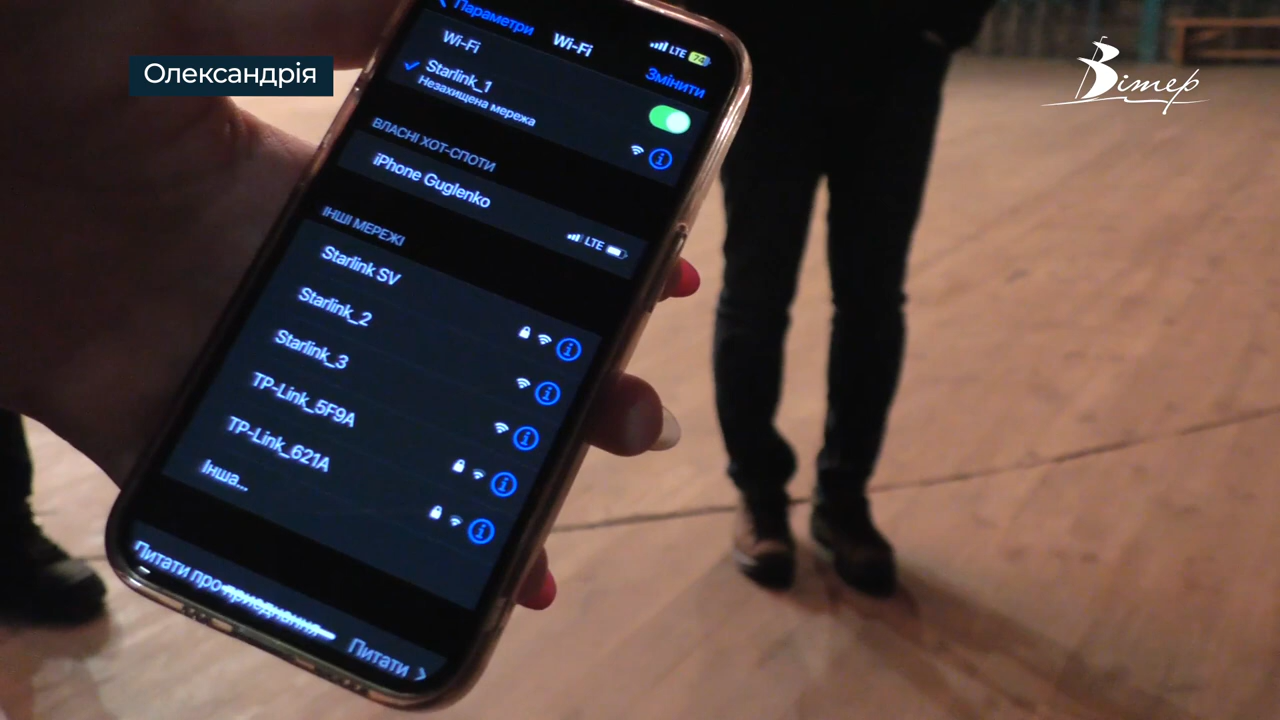 Олександрія
Вітер
Параметри
Wi-Fi
LTE 74
Змінити
Wi-Fi
Starlink_1
Незахищена мережа
ВЛАСНІ ХОТ-СПОТИ
iPhone Guglenko
LTE
ІНШІ МЕРЕЖІ
Starlink SV
Starlink_2
Starlink_3
TP-Link_5F9A
TP-Link_621A
Інша...
Питати про приєднання
Питати